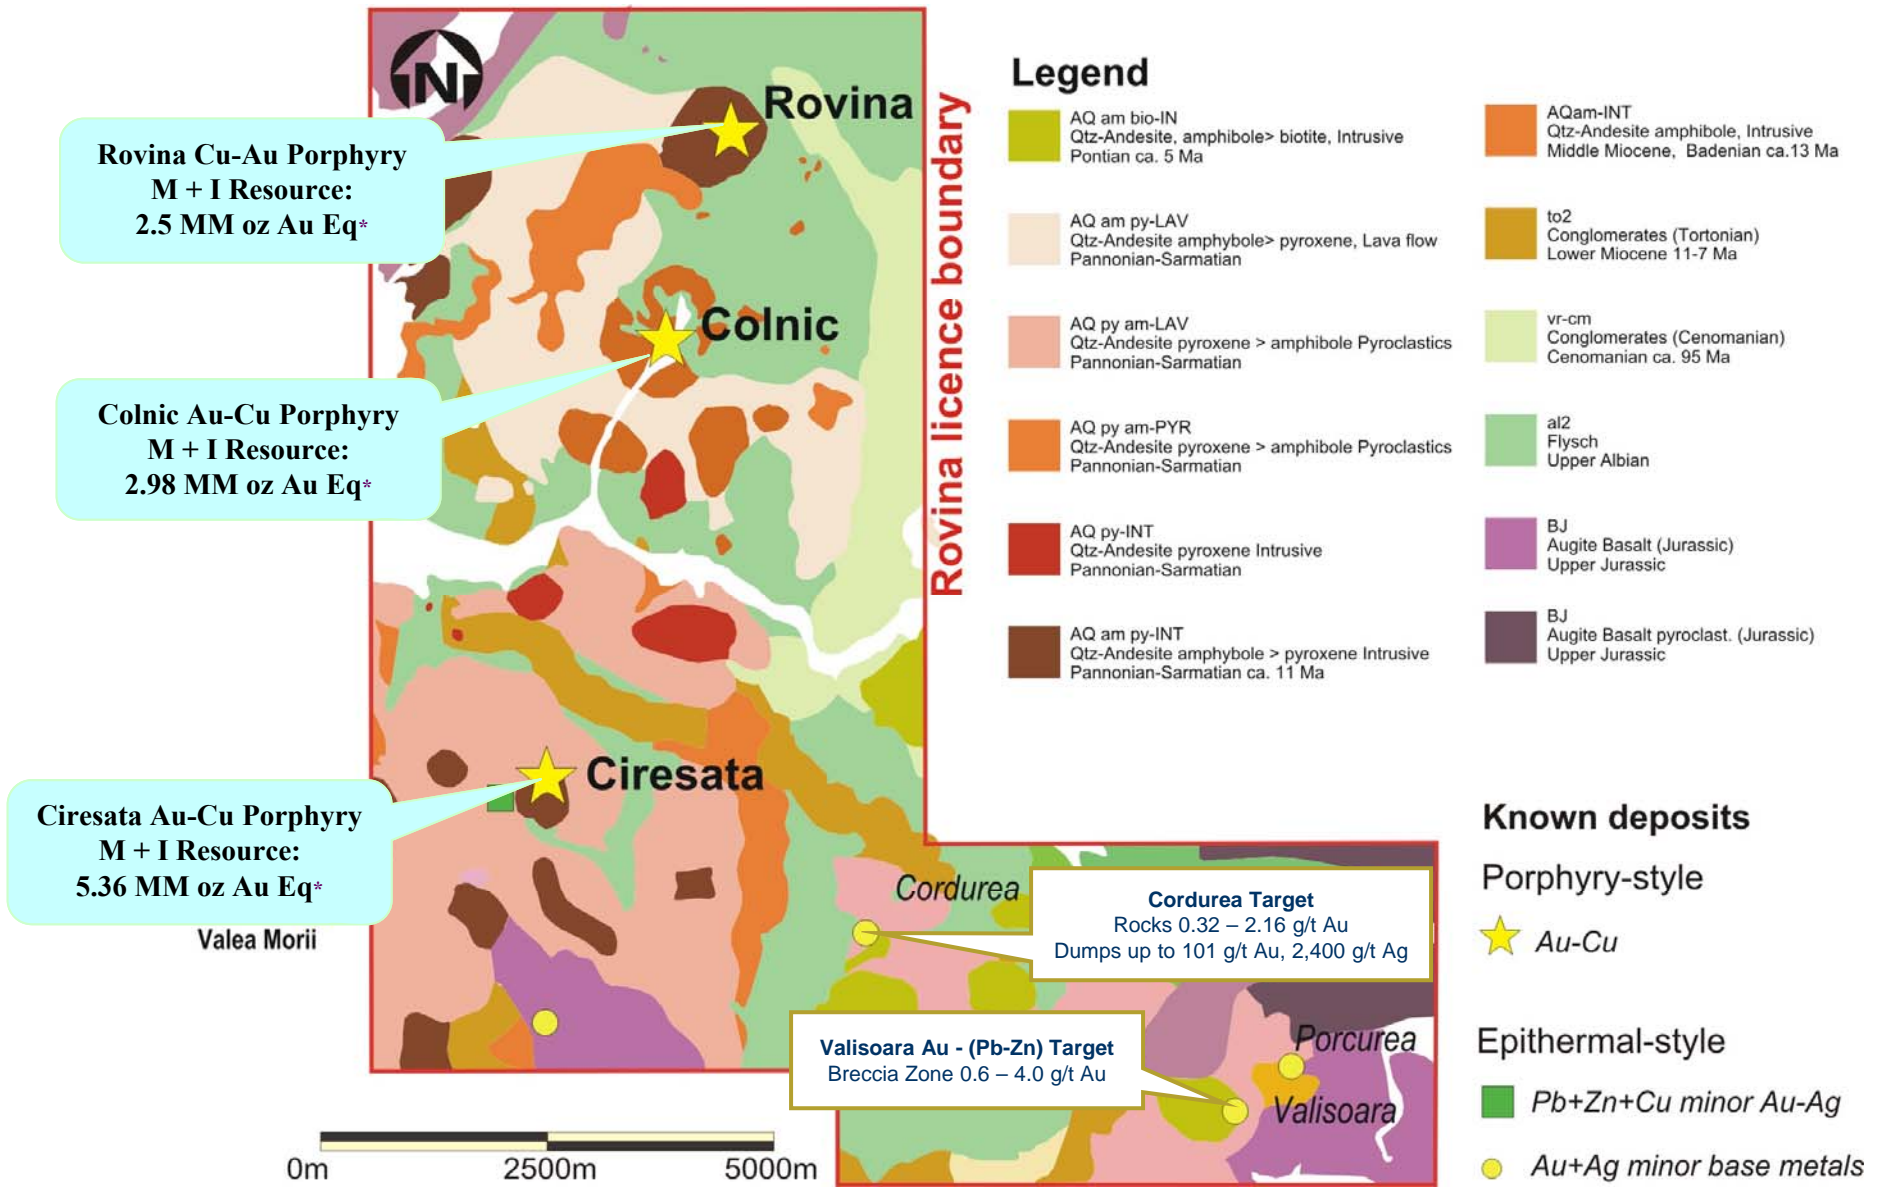 N
Rovina
Rovina Cu-Au Porphyry
M + I Resource:
2.5 MM oz Au Eq*
Colnic
Colnic Au-Cu Porphyry
M + I Resource:
2.98 MM oz Au Eq*
Ciresata
Ciresata Au-Cu Porphyry
M + I Resource:
5.36 MM oz Au Eq*
Valea Morii
Rovina licence boundary
Cordurea
Cordurea Target
Rocks 0.32 – 2.16 g/t Au
Dumps up to 101 g/t Au, 2,400 g/t Ag
Valisoara Au - (Pb-Zn) Target
Breccia Zone 0.6 – 4.0 g/t Au
Porcurea
Valisoara
0m
2500m
5000m
Legend
AQ am bio-IN
Qtz-Andesite, amphibole> biotite, Intrusive
Pontian ca. 5 Ma
AQ am py-LAV
Qtz-Andesite amphybole> pyroxene, Lava flow
Pannonian-Sarmatian
AQ py am-LAV
Qtz-Andesite pyroxene > amphibole Pyroclastics
Pannonian-Sarmatian
AQ py am-PYR
Qtz-Andesite pyroxene > amphibole Pyroclastics
Pannonian-Sarmatian
AQ py-INT
Qtz-Andesite pyroxene Intrusive
Pannonian-Sarmatian
AQ am py-INT
Qtz-Andesite amphybole > pyroxene Intrusive
Pannonian-Sarmatian ca. 11 Ma
AQam-INT
Qtz-Andesite amphibole, Intrusive
Middle Miocene, Badenian ca.13 Ma
to2
Conglomerates (Tortonian)
Lower Miocene 11-7 Ma
vr-cm
Conglomerates (Cenomanian)
Cenomanian ca. 95 Ma
al2
Flysch
Upper Albian
BJ
Augite Basalt (Jurassic)
Upper Jurassic
BJ
Augite Basalt pyroclast. (Jurassic)
Upper Jurassic
Known deposits
Porphyry-style
Au-Cu
Epithermal-style
Pb+Zn+Cu minor Au-Ag
Au+Ag minor base metals